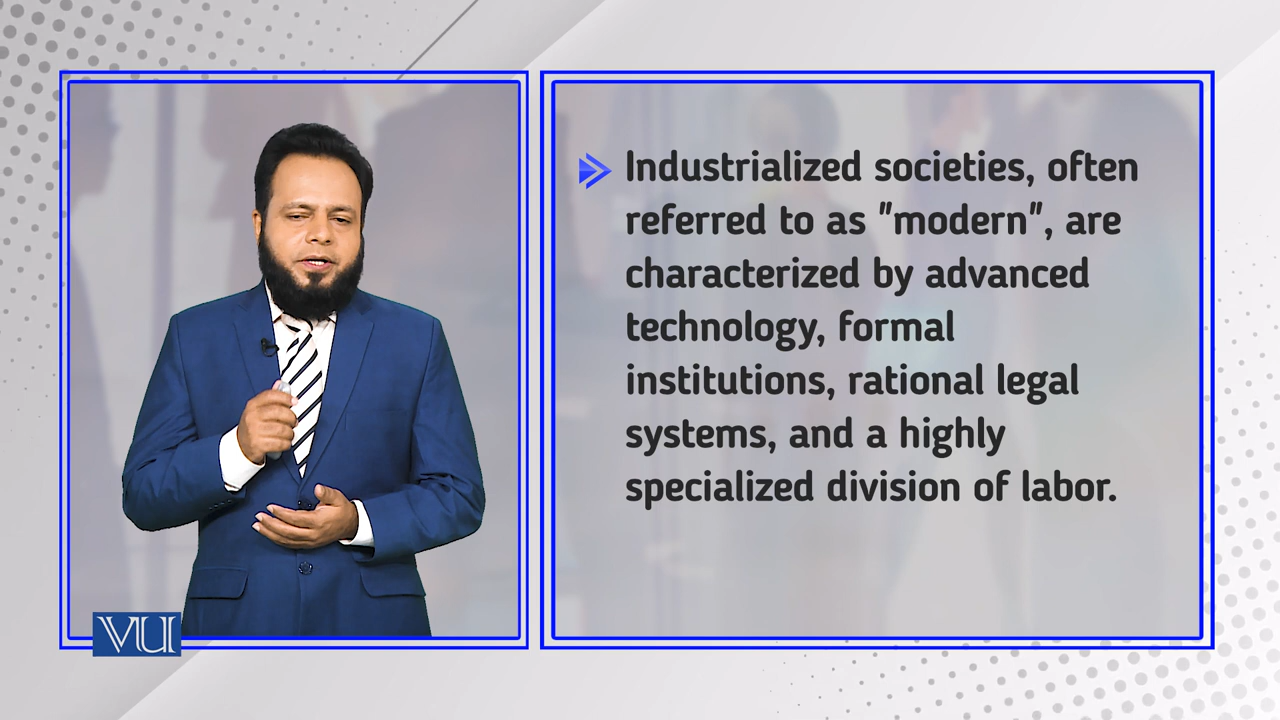 Industrialized societies, often
referred to as "modern", are
characterized by advanced
technology, formal
institutions, rational legal
systems, and a highly
specialized division of labor.
VU